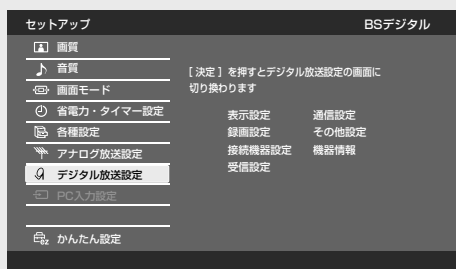 セットアップ
BSデジタル
画質
音質
画面モード
省電力・タイマー設定
各種設定
アナログ放送設定
デジタル放送設定
PC入力設定
かんたん設定
[決定]を押すとデジタル放送設定の画面に
切り換わります
表示設定 通信設定
録画設定 その他設定
接続機器設定 機器情報
受信設定